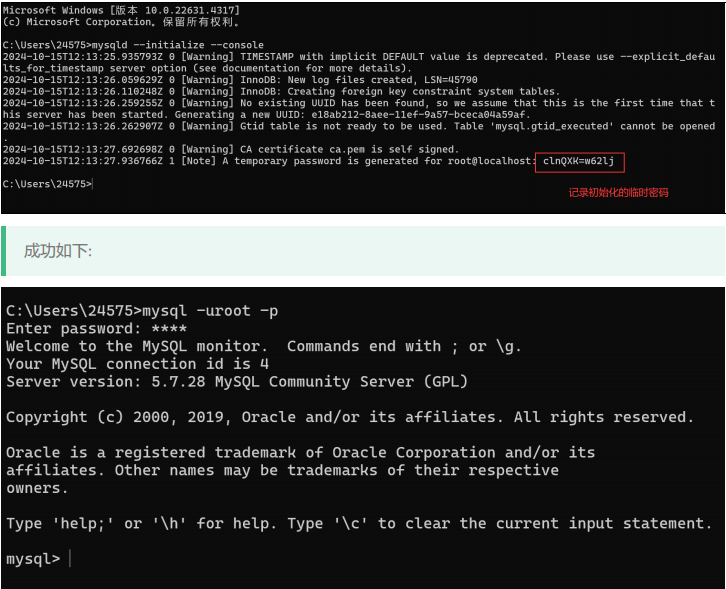 Microsoft Windows [版本 10.0.22631.4317]
(c) Microsoft Corporation。保留所有权利。
C:\Users\24575>mysqld --initialize --console
2024-10-15T12:13:25.935793Z 0 [Warning] TIMESTAMP with implicit DEFAULT value is deprecated. Please use --explicit_defau
lts_for_timestamp server option (see documentation for more details).
2024-10-15T12:13:26.059629Z 0 [Warning] InnoDB: New log files created, LSN=45790
2024-10-15T12:13:26.110248Z 0 [Warning] InnoDB: Creating foreign key constraint system tables.
2024-10-15T12:13:26.259255Z 0 [Warning] No existing UUID has been found, so we assume that this is the first time that t
his server has been started. Generating a new UUID: e18ab212-8aee-11ef-9a57-bceca04a59af.
2024-10-15T12:13:26.262907Z 0 [Warning] Gtid table is not ready to be used. Table 'mysql.gtid_executed' cannot be opened
.
2024-10-15T12:13:27.692698Z 0 [Warning] CA certificate ca.pem is self signed.
2024-10-15T12:13:27.936766Z 1 [Note] A temporary password is generated for root@localhost: clnQXK=w62lj
C:\Users\24575>
记录初始化的临时密码
成功如下:
C:\Users\24575>mysql -uroot -p
Enter password: ****
Welcome to the MySQL monitor.  Commands end with ; or \g.
Your MySQL connection id is 4
Server version: 5.7.28 MySQL Community Server (GPL)
Copyright (c) 2000, 2019, Oracle and/or its affiliates. All rights reserved.
Oracle is a registered trademark of Oracle Corporation and/or its
affiliates. Other names may be trademarks of their respective
owners.
Type 'help;' or '\h' for help. Type '\c' to clear the current input statement.
mysql>